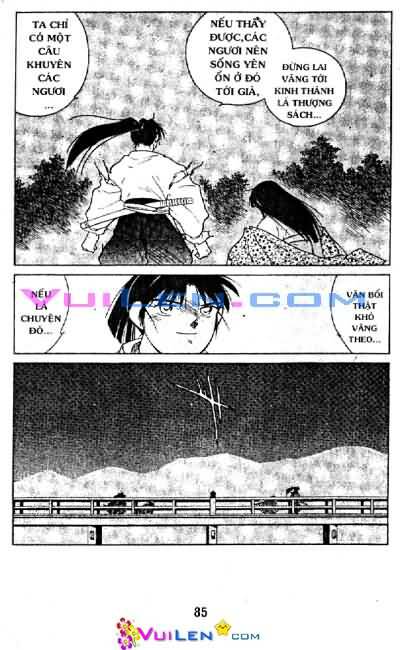 TA CHỈ
CÓ MỘT
CÂU
KHUYÊN
CÁC
NGƯƠI
...
NẾU THẤY
ĐƯỢC, CÁC
NGƯƠI NÊN
SỐNG YÊN
ỔN Ở ĐÓ
TỚI GIÀ,
ĐỪNG LAI
VÃNG TỚI
KINH THÀNH
LÀ THƯỢNG
SÁCH...
NẾU
LÀ
CHUYỆN
ĐÓ...
VÃN BỐI
THẬT
KHÓ
VÂNG
THEO...
VUILEN.COM
85
VUILEN.COM